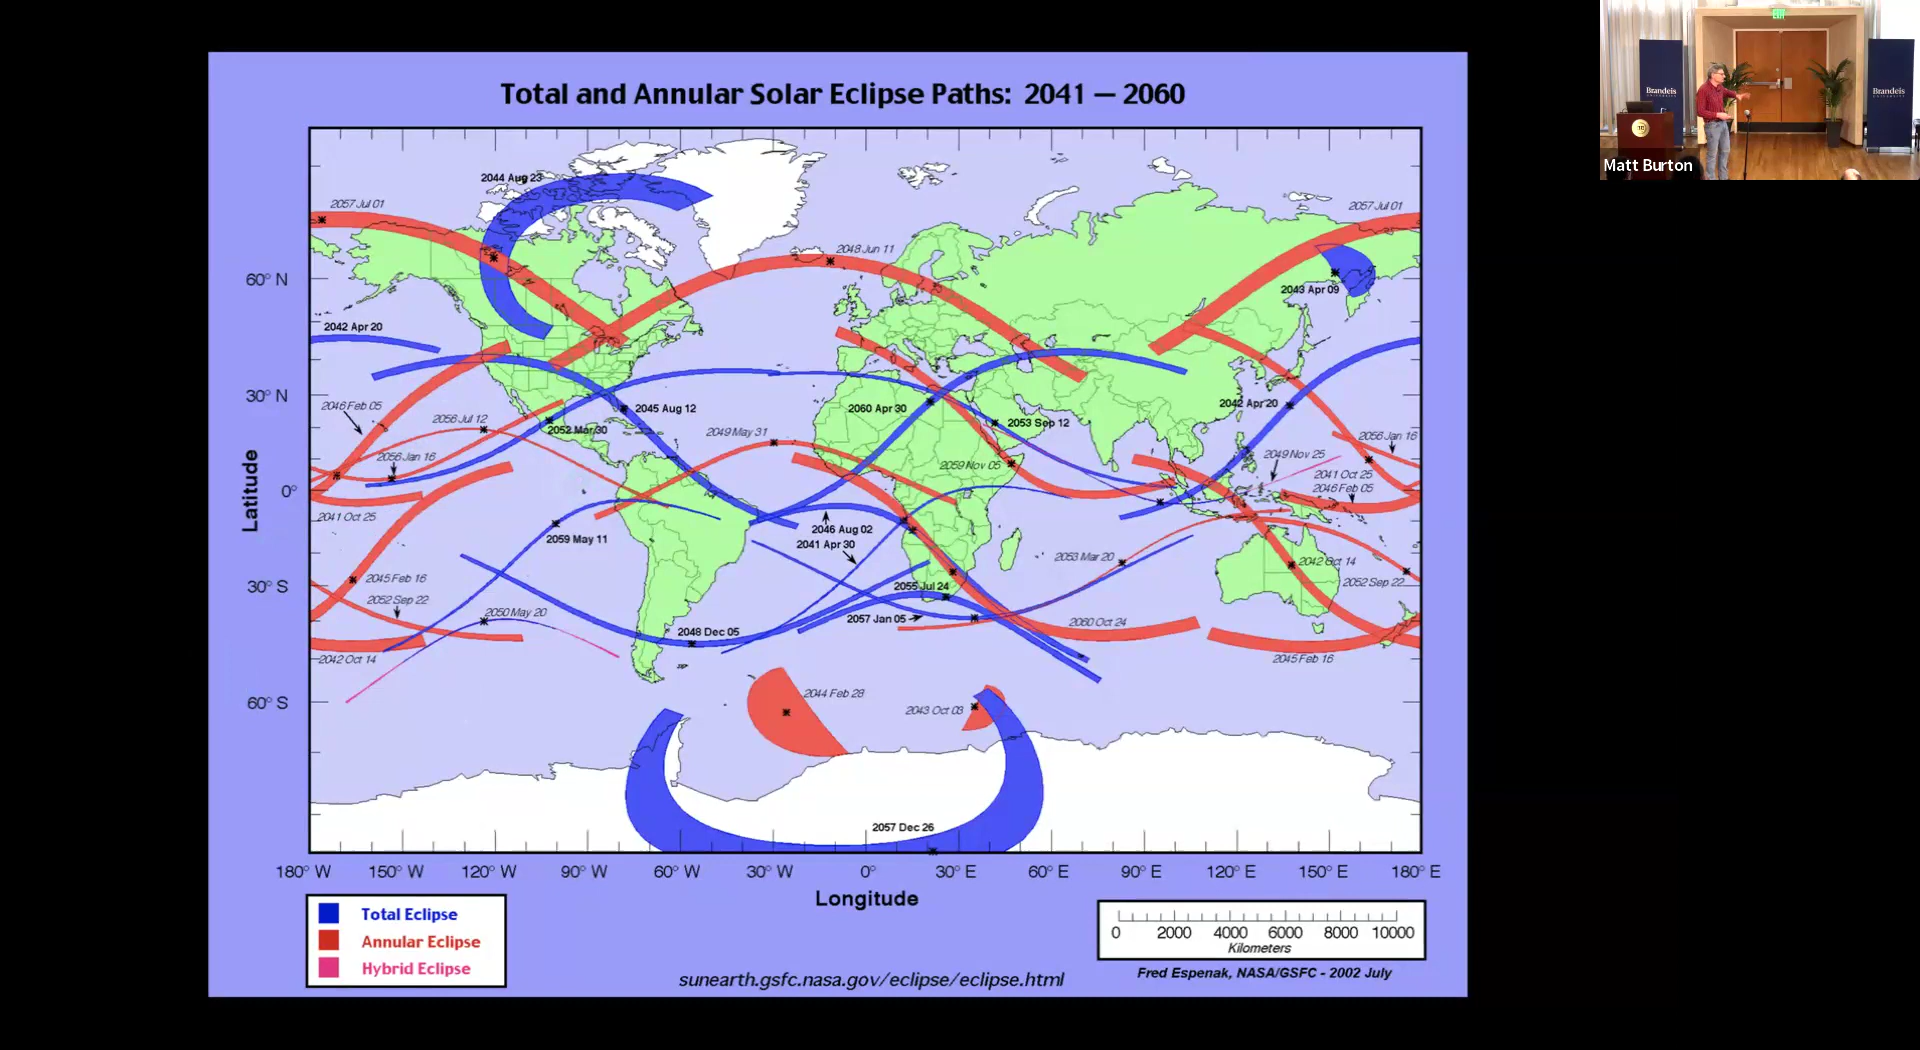 Total and Annular Solar Eclipse Paths: 2041 — 2060
2044 Aug 23
2057 Jul 01
2057 Jul 01
2048 Jun 11
60° N
2043 Apr 09
2042 Apr 20
30° N
2046 Feb 05
2056 Jul 12
2045 Aug 12
2060 Apr 30
2042 Apr 20
2052 Mar 30
2049 May 31
2053 Sep 12
2056 Jan 16
2056 Jan 16
2059 Nov 05
2049 Nov 25
2041 Oct 25
2046 Feb 05
0°
Latitude
2041 Oct 25
2046 Aug 02
2059 May 11
2041 Apr 30
2053 Mar 20
2042 Oct 14
2045 Feb 16
2052 Sep 22
30° S
2055 Jul 24
2052 Sep 22
2050 May 20
2057 Jan 05
2060 Oct 24
2048 Dec 05
2042 Oct 14
2045 Feb 16
2044 Feb 28
60° S
2043 Oct 03
2057 Dec 26
180° W 150° W 120° W 90° W 60° W 30° W 0° 30° E 60° E 90° E 120° E 150° E 180° E
Longitude
Total Eclipse
Annular Eclipse
Hybrid Eclipse
0 2000 4000 6000 8000 10000
Kilometers
Fred Espenak, NASA/GSFC - 2002 July
sunearth.gsfc.nasa.gov/eclipse/eclipse.html
EXIT
Brandeis
Brandeis
Matt Burton